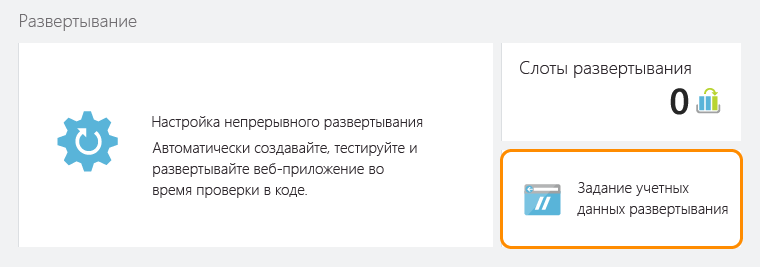 Развертывание
Настройка непрерывного развертывания
Автоматически создавайте, тестируйте и
развертывайте веб-приложение во
время проверки в коде.
Слоты развертывания
0
Задание учетных
данных развертывания